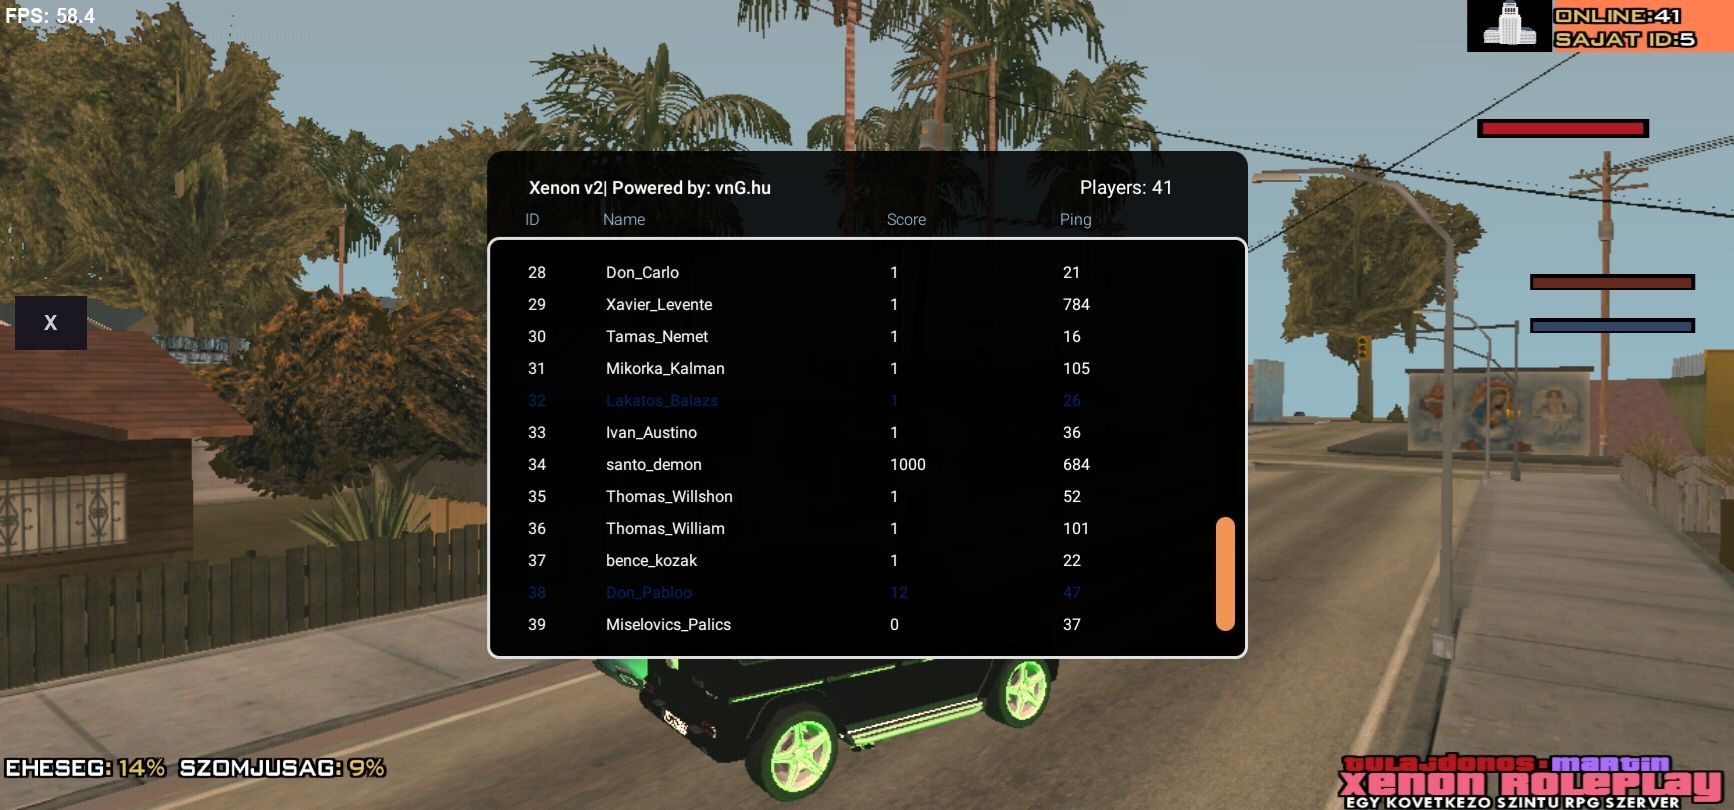 FPS: 58.4
ONLINE:41
SAJAT ID:5
Xenon v2| Powered by: vnG.hu Players: 41
ID Name Score Ping
28 Don_Carlo 1 21
29 Xavier_Levente 1 784
30 Tamas_Nemet 1 16
31 Mikorka_Kalman 1 105
32 Lakatos_Balazs 1 26
33 Ivan_Austino 1 36
34 santo_demon 1000 684
35 Thomas_Willshon 1 52
36 Thomas_William 1 101
37 bence_kozak 1 22
38 Don_Pabloo 12 47
39 Miselovics_Palics 0 37
X
EHESEG: 14% SZOMJUSAG: 9%
tulajdonos: martin
Xenon Roleplay
EGY KOVETKEZO SZINTU RPG SZERVER